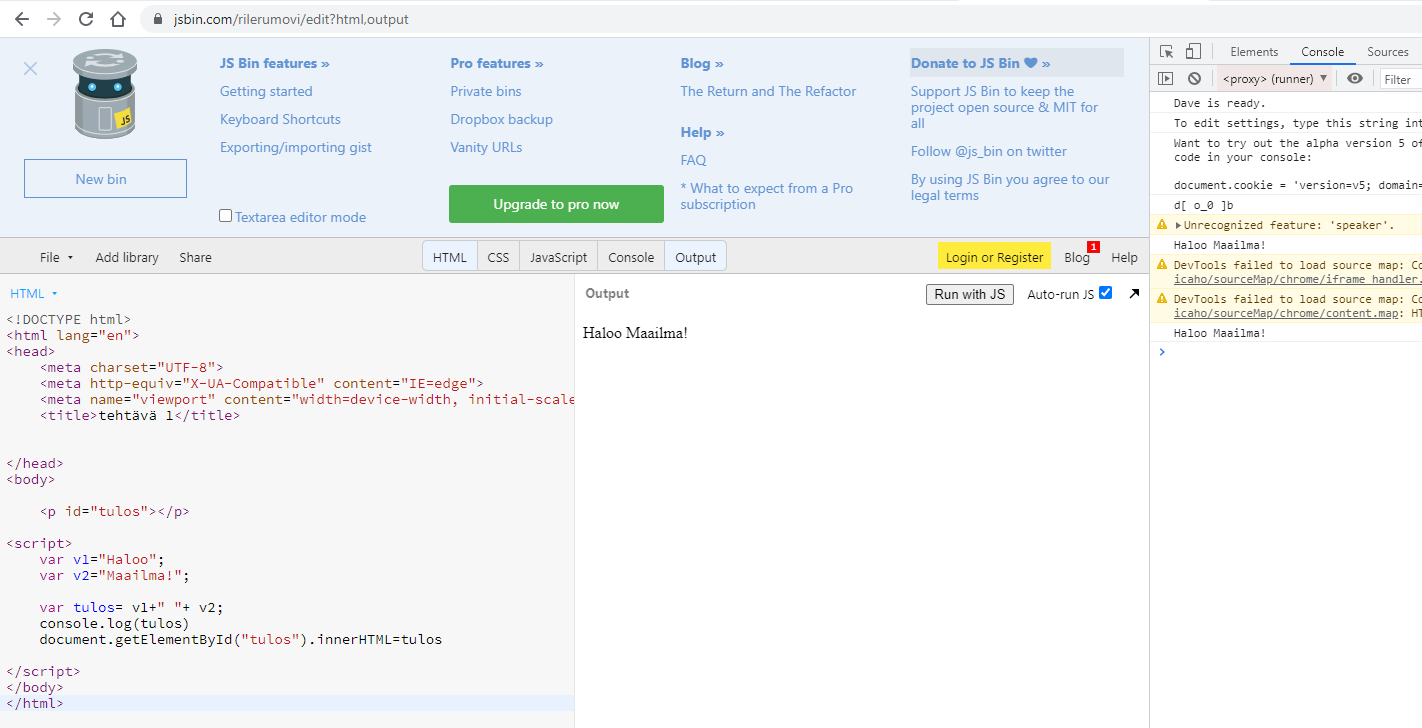 jsbin.com/rilerumovi/edit?html,output
JS Bin features »
Getting started
Keyboard Shortcuts
Exporting/importing gist
Textarea editor mode
Pro features »
Private bins
Dropbox backup
Vanity URLs
Upgrade to pro now
Blog »
The Return and The Refactor
Help »
FAQ
* What to expect from a Pro
subscription
Donate to JS Bin ♥ »
Support JS Bin to keep the
project open source & MIT for
all
Follow @js_bin on twitter
By using JS Bin you agree to our
legal terms
JS
New bin
File Add library Share HTML CSS JavaScript Console Output Login or Register Blog 1 Help
HTML
<!DOCTYPE html>
<html lang="en">
<head>
    <meta charset="UTF-8">
    <meta http-equiv="X-UA-Compatible" content="IE=edge">
    <meta name="viewport" content="width=device-width, initial-scale
    <title>tehtävä 1</title>
</head>
<body>
    <p id="tulos"></p>
<script>
    var v1="Haloo";
    var v2="Maailma!";
    var tulos= v1+" "+ v2;
    console.log(tulos)
    document.getElementById("tulos").innerHTML=tulos
</script>
</body>
</html>
Output Run with JS Auto-run JS
Haloo Maailma!
Elements Console Sources
<proxy> (runner) ▼ Filter
Dave is ready.
To edit settings, type this string int
Want to try out the alpha version 5 of
code in your console:
document.cookie = 'version=v5; domain=
d[ o_0 ]b
Unrecognized feature: 'speaker'.
Haloo Maailma!
DevTools failed to load source map: Co
icaho/sourceMap/chrome/iframe_handler.
DevTools failed to load source map: Co
icaho/sourceMap/chrome/content.map: HT
Haloo Maailma!